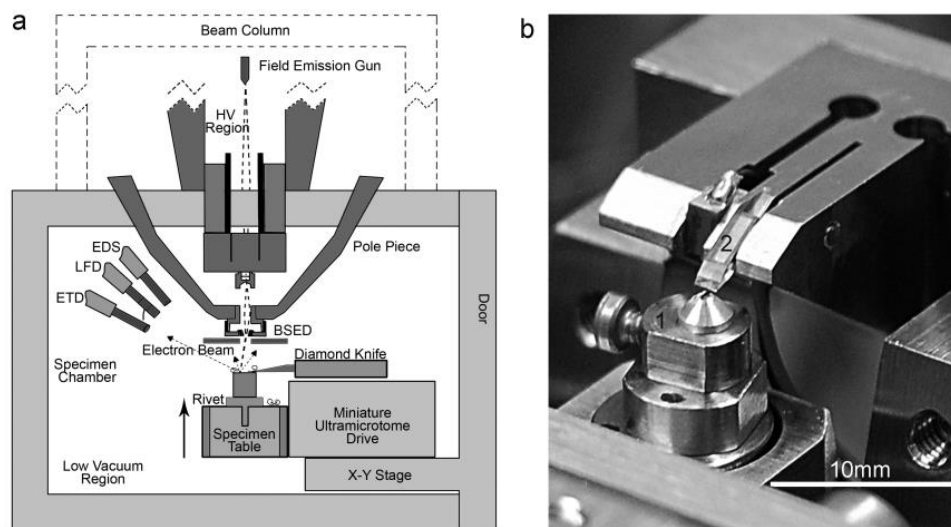 a
Beam Column
Field Emission Gun
HV
Region
EDS
LFD
ETD
Pole Piece
Door
BSED
Electron Beam
Diamond Knife
Specimen
Chamber
Rivet
Specimen
Table
Miniature
Ultramicrotome
Drive
Low Vacuum
Region
X-Y Stage
b
2
1
10mm